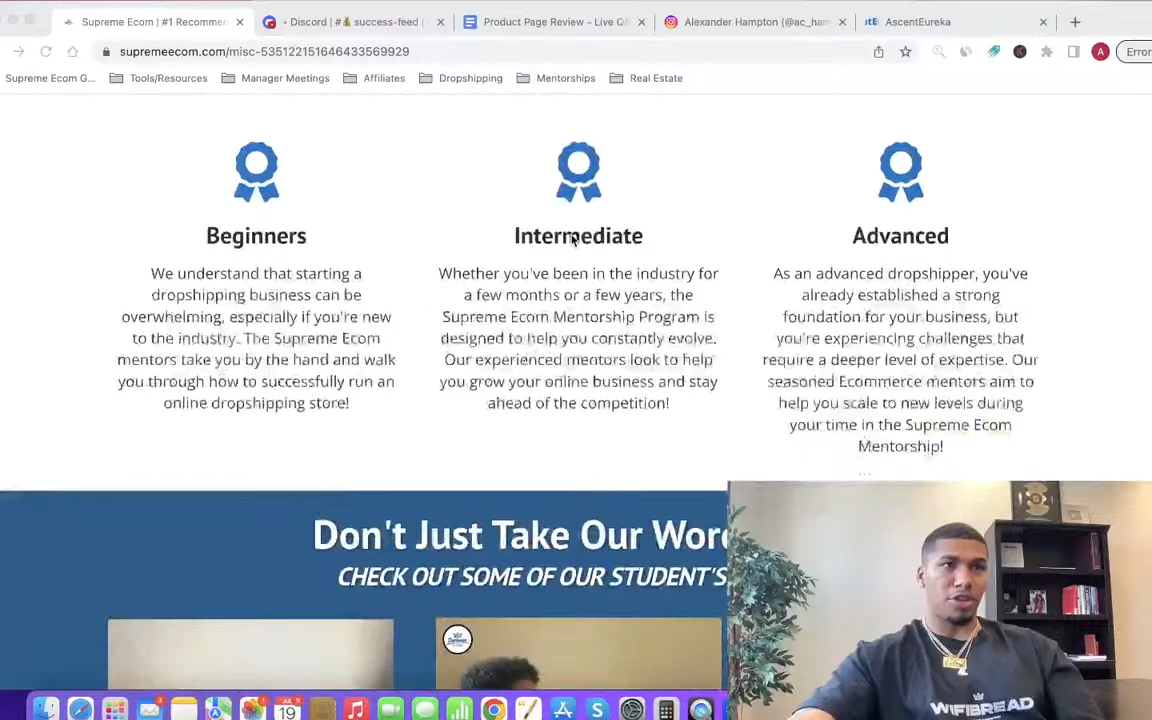 Supreme Ecom | #1 Recommen
Discord | #💰 success-feed |
Product Page Review - Live Q&
Alexander Hampton (@ac_ham
AscentEureka
supremeecom.com/misc-535122151646433569929
A
Error
Supreme Ecom G...
Tools/Resources
Manager Meetings
Affiliates
Dropshipping
Mentorships
Real Estate
Beginners
We understand that starting a
dropshipping business can be
overwhelming, especially if you're new
to the industry. The Supreme Ecom
mentors take you by the hand and walk
you through how to successfully run an
online dropshipping store!
Intermediate
Whether you've been in the industry for
a few months or a few years, the
Supreme Ecom Mentorship Program is
designed to help you constantly evolve.
Our experienced mentors look to help
you grow your online business and stay
ahead of the competition!
Advanced
As an advanced dropshipper, you've
already established a strong
foundation for your business, but
you're experiencing challenges that
require a deeper level of expertise. Our
seasoned Ecommerce mentors aim to
help you scale to new levels during
your time in the Supreme Ecom
Mentorship!
Don't Just Take Our Word
CHECK OUT SOME OF OUR STUDENT'S
JUL
19
WIFIBREAD